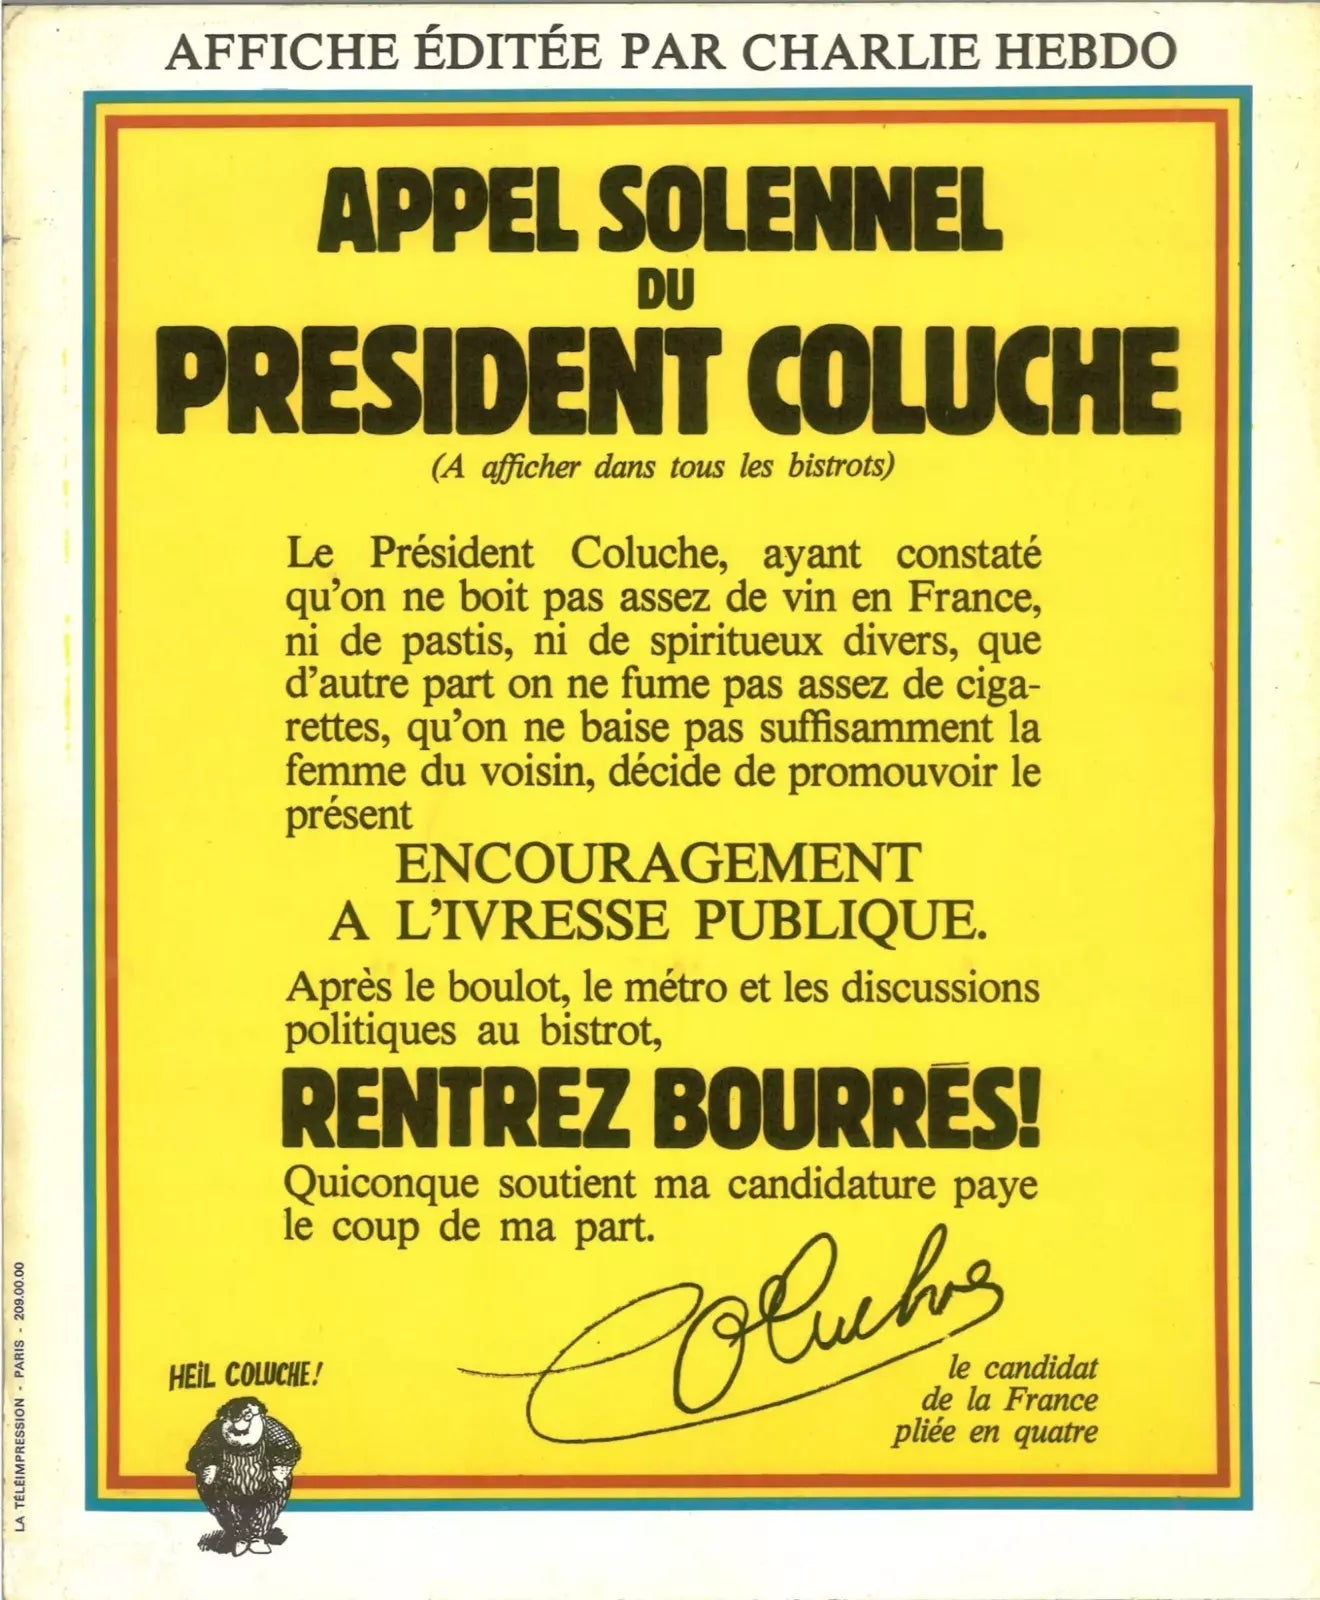 AFFICHE ÉDITÉE PAR CHARLIE HEBDO
APPEL SOLENNEL
DU
PRESIDENT COLUCHE
(A afficher dans tous les bistrots)
Le Président Coluche, ayant constaté
qu'on ne boit pas assez de vin en France,
ni de pastis, ni de spiritueux divers, que
d'autre part on ne fume pas assez de ciga-
rettes, qu'on ne baise pas suffisamment la
femme du voisin, décide de promouvoir le
présent
ENCOURAGEMENT
A L'IVRESSE PUBLIQUE.
Après le boulot, le métro et les discussions
politiques au bistrot,
RENTREZ BOURRÉS!
Quiconque soutient ma candidature paye
le coup de ma part.
Coluche
le candidat
de la France
pliée en quatre
HEIL COLUCHE!
LA TÉLÉIMPRESSION - PARIS - 209.00.00